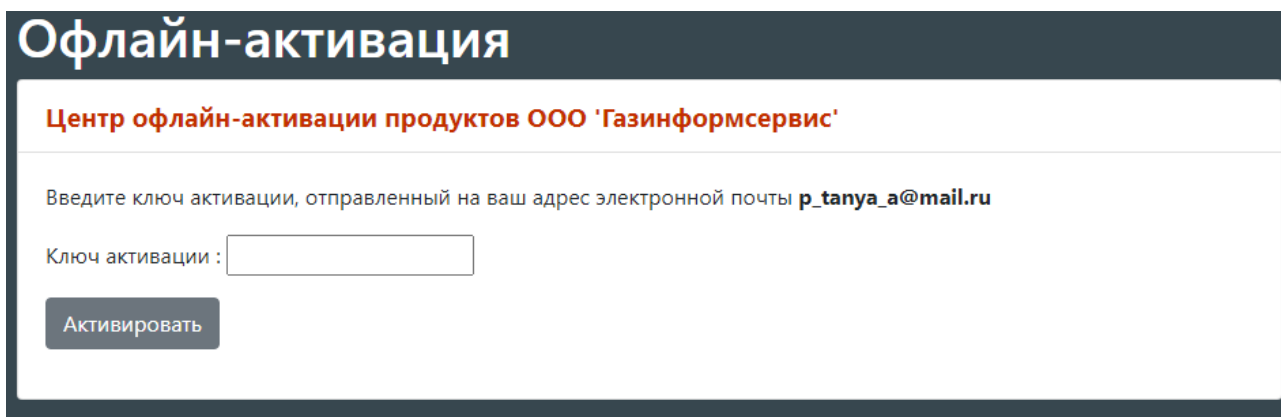 Офлайн-активация
Центр офлайн-активации продуктов ООО 'Газинформсервис'
Введите ключ активации, отправленный на ваш адрес электронной почты p_tanya_a@mail.ru
Ключ активации :
Активировать